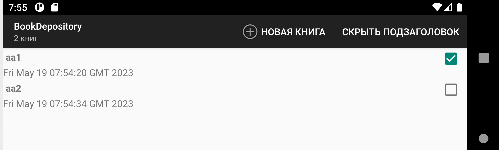 7:55
BookDepository
2 книг
НОВАЯ КНИГА
СКРЫТЬ ПОДЗАГОЛОВОК
aa1
Fri May 19 07:54:20 GMT 2023
aa2
Fri May 19 07:54:34 GMT 2023